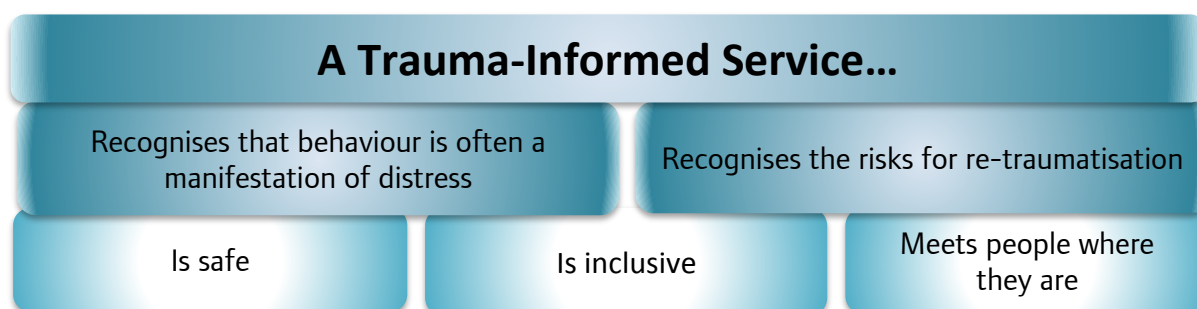 A Trauma-Informed Service…
Recognises that behaviour is often a
manifestation of distress
Recognises the risks for re-traumatisation
Is safe
Is inclusive
Meets people where
they are